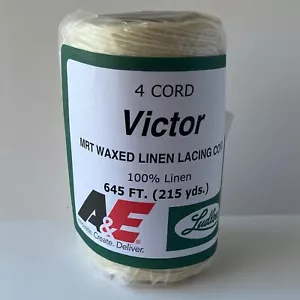 4 CORD
Victor
MRT WAXED LINEN LACING CO
100% Linen
645 FT. (215 yds.)
A&E
Create. Deliver.
Ludlow